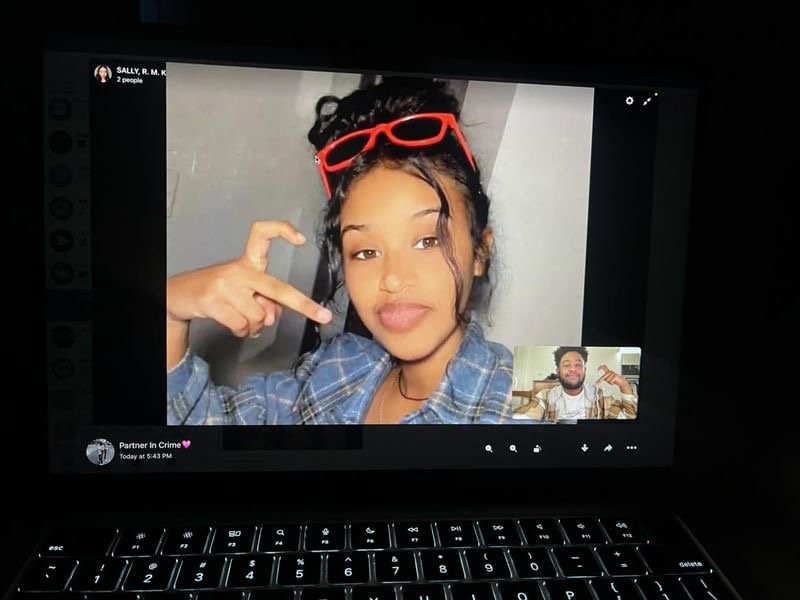 SALLY, R. M. K
2 people
Partner In Crime💗
Today at 5:43 PM
esc
F1
F2
F3
F4
F5
F6
F7
F8
F9
F10
F11
F12
~ ! @ # $ % ^ & * ( ) _ +
` 1 2 3 4 5 6 7 8 9 0 - = delete
Y U I O P { }